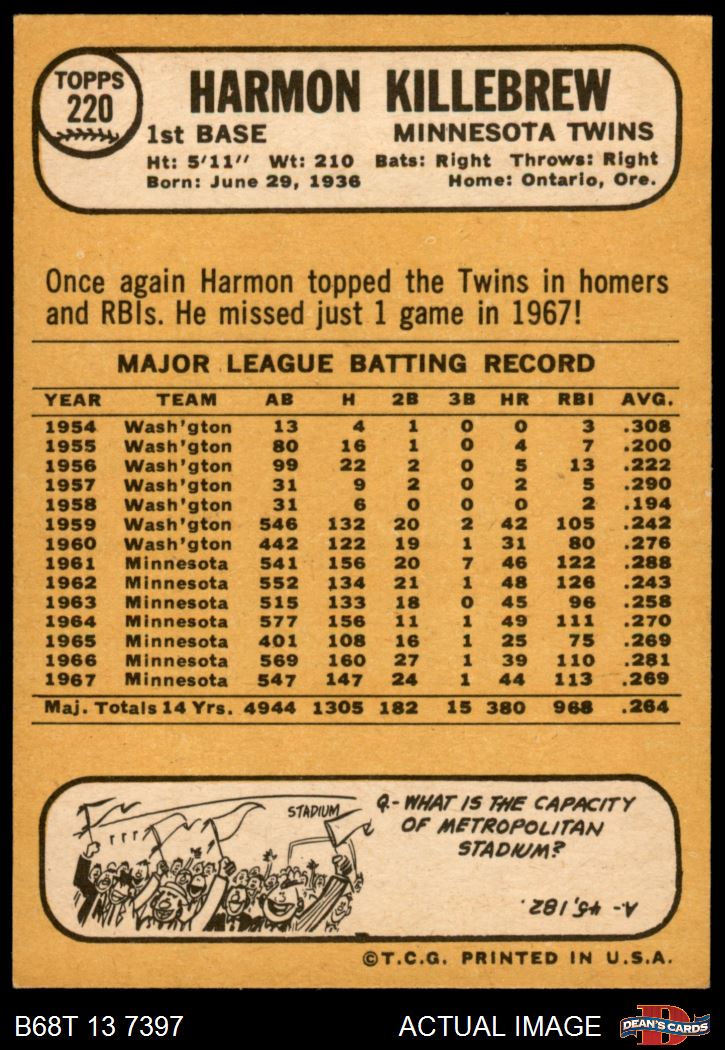 TOPPS
220
HARMON KILLEBREW
1st BASE MINNESOTA TWINS
Ht: 5'11" Wt: 210 Bats: Right Throws: Right
Born: June 29, 1936 Home: Ontario, Ore.
Once again Harmon topped the Twins in homers
and RBIs. He missed just 1 game in 1967!
MAJOR LEAGUE BATTING RECORD
YEAR TEAM AB H 2B 3B HR RBI AVG.
1954 Wash'gton 13 4 1 0 0 3 .308
1955 Wash'gton 80 16 1 0 4 7 .200
1956 Wash'gton 99 22 2 0 5 13 .222
1957 Wash'gton 31 9 2 0 2 5 .290
1958 Wash'gton 31 6 0 0 0 2 .194
1959 Wash'gton 546 132 20 2 42 105 .242
1960 Wash'gton 442 122 19 1 31 80 .276
1961 Minnesota 541 156 20 7 46 122 .288
1962 Minnesota 552 134 21 1 48 126 .243
1963 Minnesota 515 133 18 0 45 96 .258
1964 Minnesota 577 156 11 1 49 111 .270
1965 Minnesota 401 108 16 1 25 75 .269
1966 Minnesota 569 160 27 1 39 110 .281
1967 Minnesota 547 147 24 1 44 113 .269
Maj. Totals 14 Yrs. 4944 1305 182 15 380 968 .264
STADIUM
Q.- WHAT IS THE CAPACITY
OF METROPOLITAN
STADIUM?
A.- 45,182.
©T.C.G. PRINTED IN U.S.A.
B68T 13 7397 ACTUAL IMAGE
D
DEAN'S CARDS